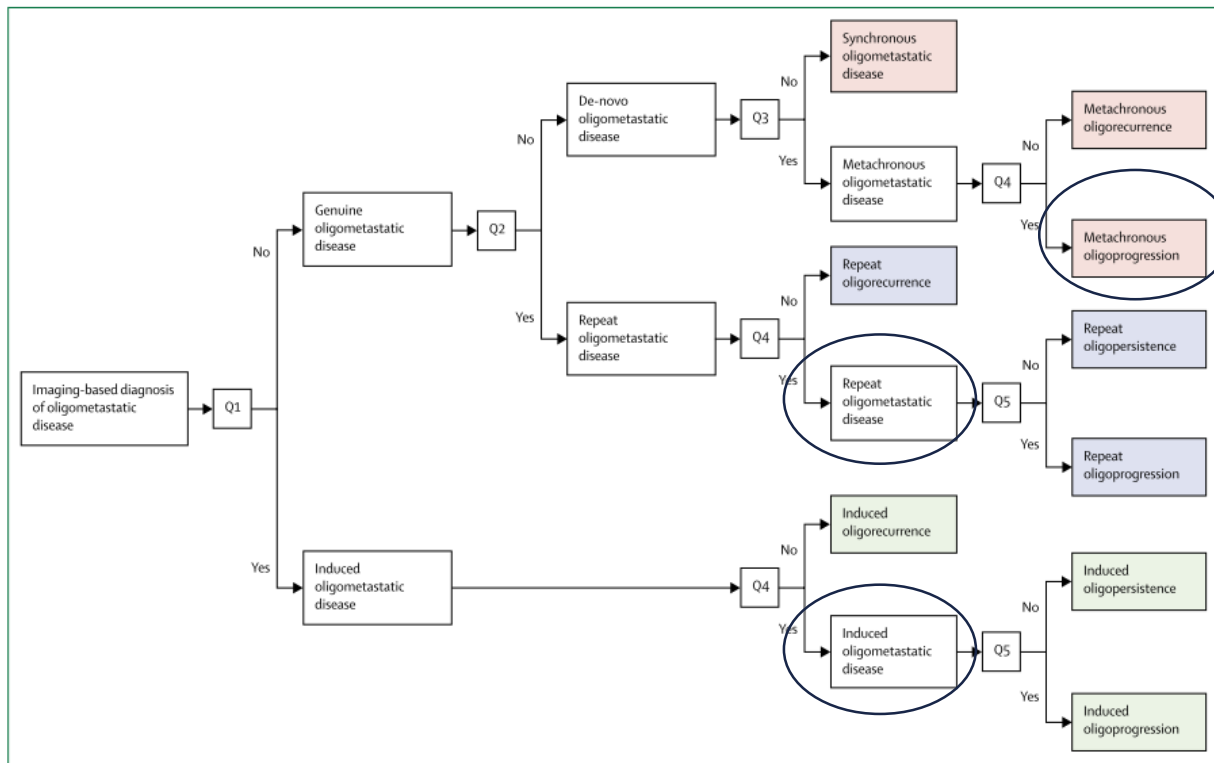 Imaging-based diagnosis
of oligometastatic
disease
Q1
No
Yes
Genuine
oligometastatic
disease
Q2
No
Yes
De-novo
oligometastatic
disease
Q3
No
Yes
Synchronous
oligometastatic
disease
Metachronous
oligometastatic
disease
Q4
No
Yes
Metachronous
oligorecurrence
Metachronous
oligoprogression
Repeat
oligometastatic
disease
Q4
No
Yes
Repeat
oligorecurrence
Repeat
oligometastatic
disease
Q5
No
Yes
Repeat
oligopersistence
Repeat
oligoprogression
Induced
oligometastatic
disease
Q4
No
Yes
Induced
oligorecurrence
Induced
oligometastatic
disease
Q5
No
Yes
Induced
oligopersistence
Induced
oligoprogression